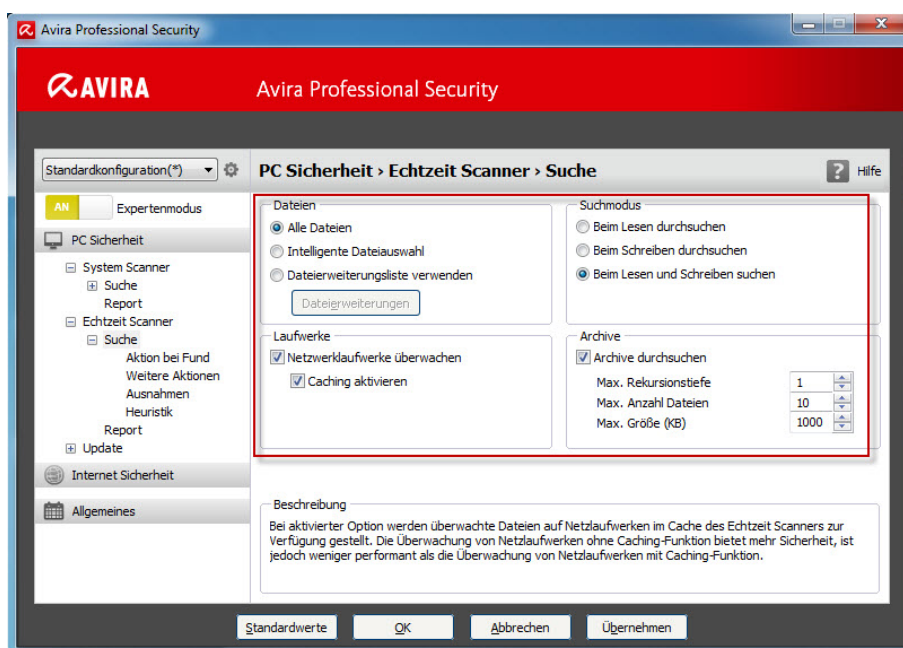 Avira Professional Security
AVIRA
Avira Professional Security
Standardkonfiguration(*)
PC Sicherheit › Echtzeit Scanner › Suche
? Hilfe
AN Expertenmodus
PC Sicherheit
System Scanner
Suche
Report
Echtzeit Scanner
Suche
Aktion bei Fund
Weitere Aktionen
Ausnahmen
Heuristik
Report
Update
Internet Sicherheit
Allgemeines
Dateien
Alle Dateien
Intelligente Dateiauswahl
Dateierweiterungsliste verwenden
Dateierweiterungen
Suchmodus
Beim Lesen durchsuchen
Beim Schreiben durchsuchen
Beim Lesen und Schreiben suchen
Laufwerke
Netzwerklaufwerke überwachen
Caching aktivieren
Archive
Archive durchsuchen
Max. Rekursionstiefe 1
Max. Anzahl Dateien 10
Max. Größe (KB) 1000
Beschreibung
Bei aktivierter Option werden überwachte Dateien auf Netzlaufwerken im Cache des Echtzeit Scanners zur
Verfügung gestellt. Die Überwachung von Netzlaufwerken ohne Caching-Funktion bietet mehr Sicherheit, ist
jedoch weniger performant als die Überwachung von Netzlaufwerken mit Caching-Funktion.
Standardwerte
OK
Abbrechen
Übernehmen